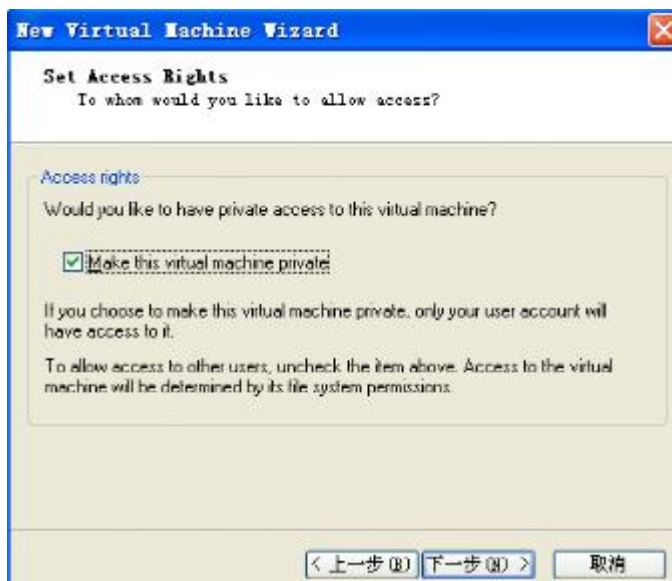 New Virtual Machine Wizard
Set Access Rights
To whom would you like to allow access?
Access rights
Would you like to have private access to this virtual machine?
Make this virtual machine private
If you choose to make this virtual machine private, only your user account will
have access to it.
To allow access to other users, uncheck the item above. Access to the virtual
machine will be determined by its file system permissions.
< 上一步(B) 下一步(N) > 取消